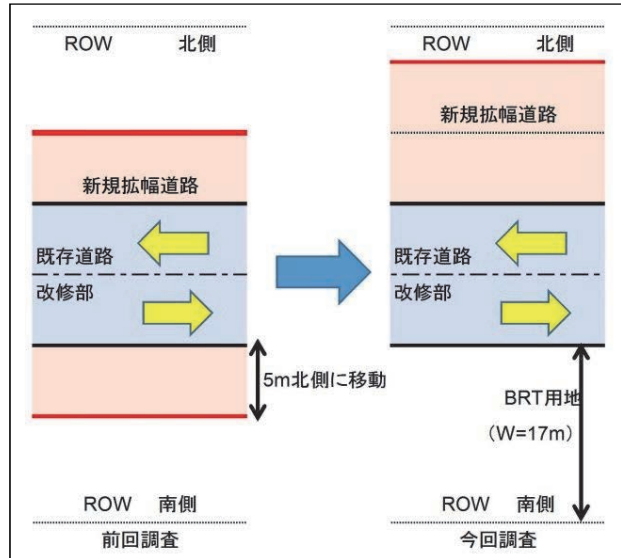 ROW 北側
新規拡幅道路
既存道路
改修部
5m北側に移動
ROW 南側
前回調査
ROW 北側
新規拡幅道路
既存道路
改修部
BRT用地
（W=17m）
ROW 南側
今回調査